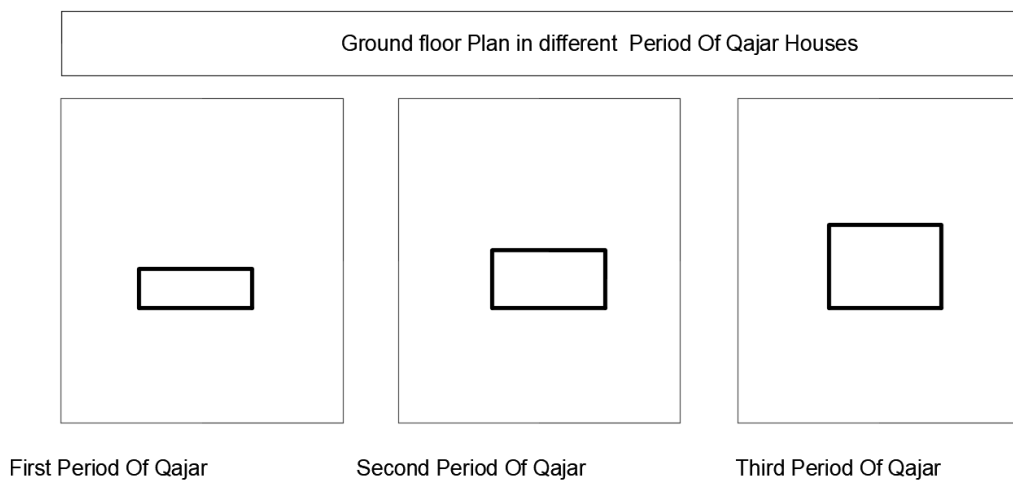 Ground floor Plan in different Period Of Qajar Houses
First Period Of Qajar
Second Period Of Qajar
Third Period Of Qajar